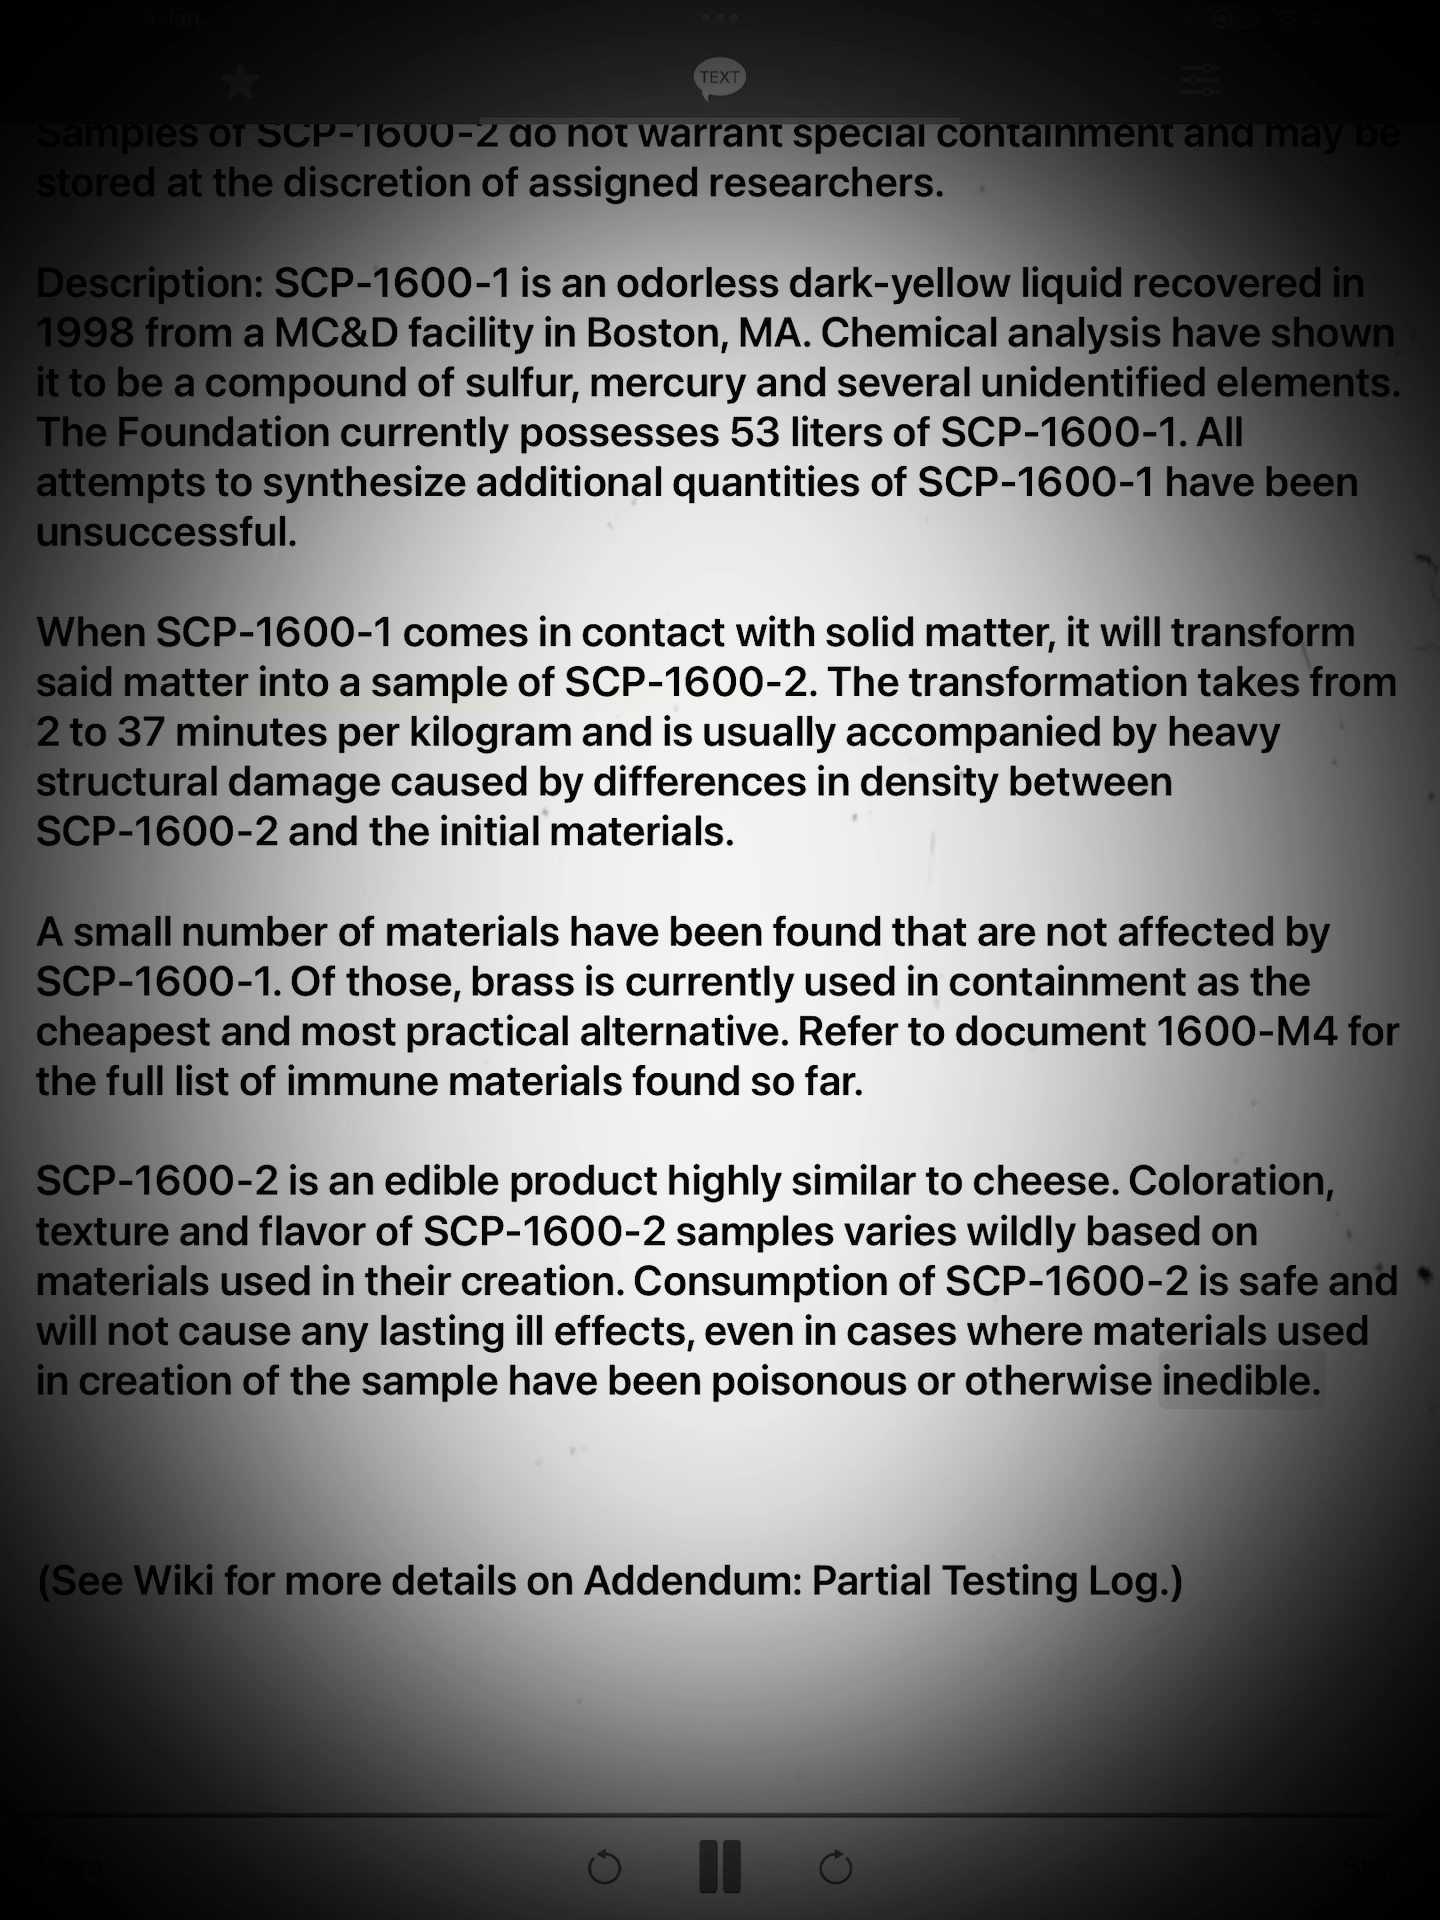 24 Jan
TEXT
Samples of SCP-1600-2 do not warrant special containment and may be
stored at the discretion of assigned researchers.
Description: SCP-1600-1 is an odorless dark-yellow liquid recovered in
1998 from a MC&D facility in Boston, MA. Chemical analysis have shown
it to be a compound of sulfur, mercury and several unidentified elements.
The Foundation currently possesses 53 liters of SCP-1600-1. All
attempts to synthesize additional quantities of SCP-1600-1 have been
unsuccessful.
When SCP-1600-1 comes in contact with solid matter, it will transform
said matter into a sample of SCP-1600-2. The transformation takes from
2 to 37 minutes per kilogram and is usually accompanied by heavy
structural damage caused by differences in density between
SCP-1600-2 and the initial materials.
A small number of materials have been found that are not affected by
SCP-1600-1. Of those, brass is currently used in containment as the
cheapest and most practical alternative. Refer to document 1600-M4 for
the full list of immune materials found so far.
SCP-1600-2 is an edible product highly similar to cheese. Coloration,
texture and flavor of SCP-1600-2 samples varies wildly based on
materials used in their creation. Consumption of SCP-1600-2 is safe and
will not cause any lasting ill effects, even in cases where materials used
in creation of the sample have been poisonous or otherwise inedible.
(See Wiki for more details on Addendum: Partial Testing Log.)